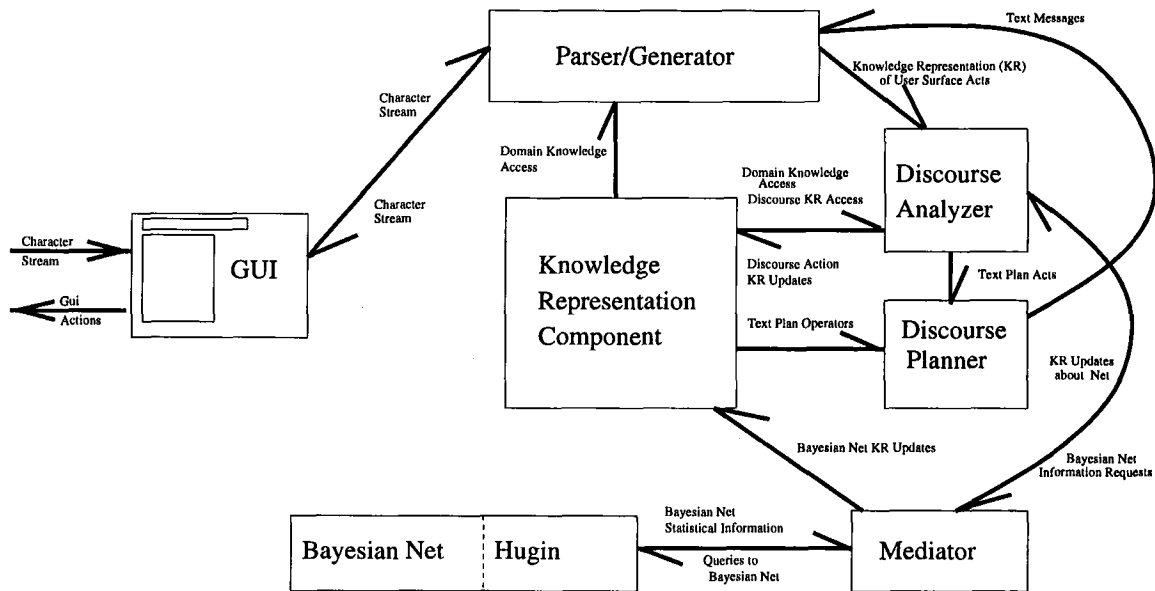 Text Messages
Parser/Generator
Knowledge Representation (KR)
of User Surface Acts
Character
Stream
Domain Knowledge
Access
Domain Knowledge
Access
Discourse KR Access
Discourse
Analyzer
Character
Stream
Character
Stream
GUI
Gui
Actions
Knowledge
Representation
Component
Discourse Action
KR Updates
Text Plan Acts
Text Plan Operators
Discourse
Planner
KR Updates
about Net
Bayesian Net KR Updates
Bayesian Net
Information Requests
Bayesian Net
Statistical Information
Bayesian Net
Hugin
Queries to
Bayesian Net
Mediator